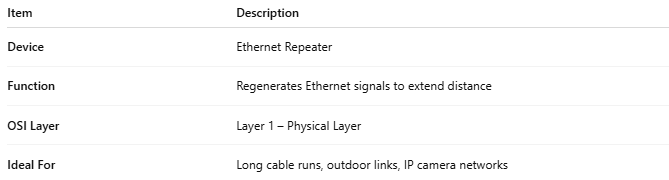 Item Description
Device Ethernet Repeater
Function Regenerates Ethernet signals to extend distance
OSI Layer Layer 1 – Physical Layer
Ideal For Long cable runs, outdoor links, IP camera networks